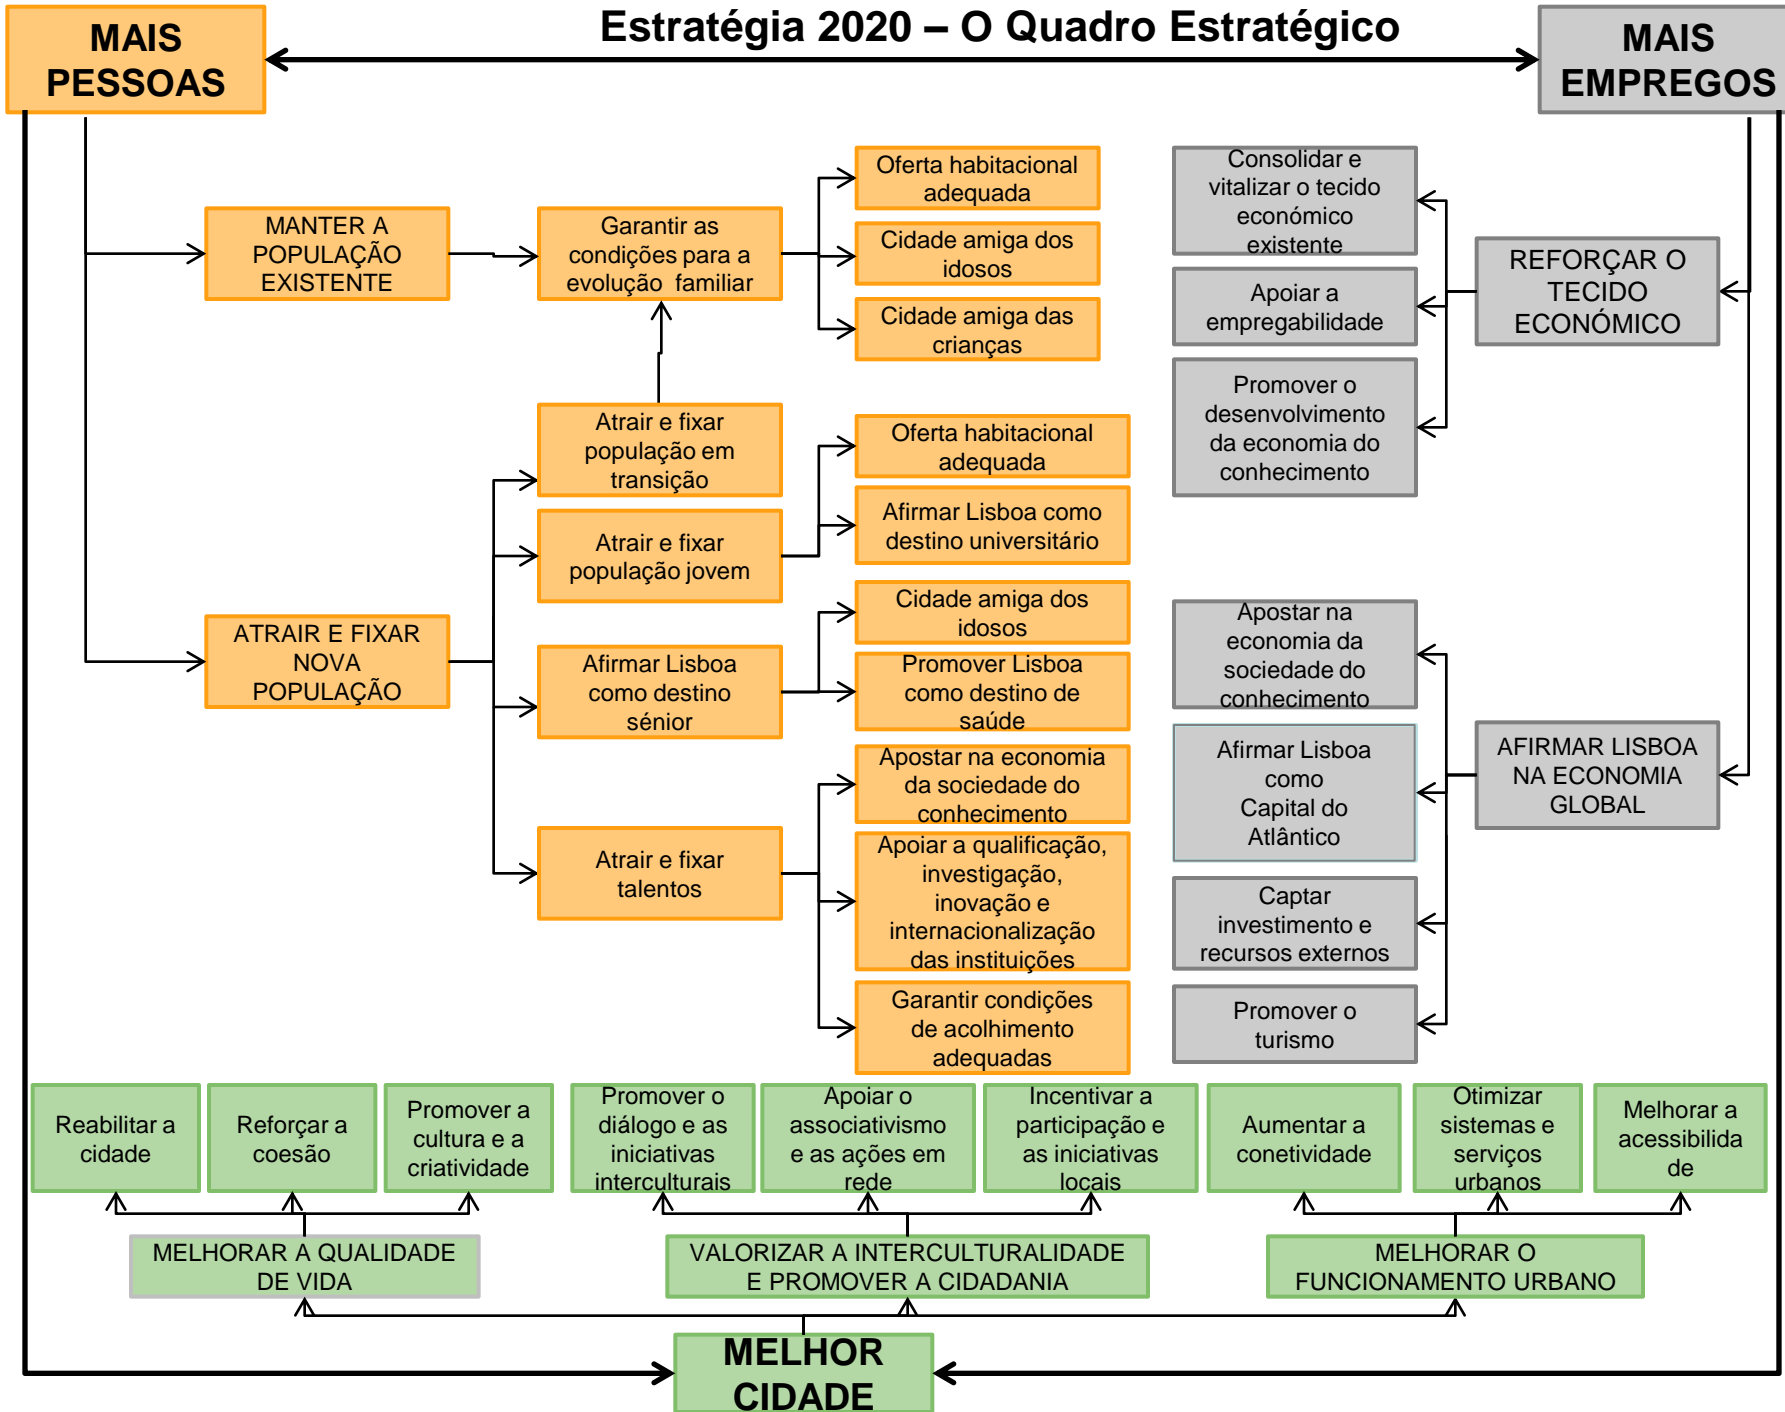 Estratégia 2020 – O Quadro Estratégico
MAIS
PESSOAS
MAIS
EMPREGOS
MANTER A
POPULAÇÃO
EXISTENTE
Garantir as
condições para a
evolução familiar
Oferta habitacional
adequada
Cidade amiga dos
idosos
Cidade amiga das
crianças
ATRAIR E FIXAR
NOVA
POPULAÇÃO
Atrair e fixar
população em
transição
Atrair e fixar
população jovem
Oferta habitacional
adequada
Afirmar Lisboa como
destino universitário
Afirmar Lisboa
como destino
sénior
Cidade amiga dos
idosos
Promover Lisboa
como destino de
saúde
Atrair e fixar
talentos
Apostar na economia
da sociedade do
conhecimento
Apoiar a qualificação,
investigação,
inovação e
internacionalização
das instituições
Garantir condições
de acolhimento
adequadas
Consolidar e
vitalizar o tecido
económico
existente
Apoiar a
empregabilidade
Promover o
desenvolvimento
da economia do
conhecimento
REFORÇAR O
TECIDO
ECONÓMICO
Apostar na
economia da
sociedade do
conhecimento
Afirmar Lisboa
como
Capital do
Atlântico
Captar
investimento e
recursos externos
Promover o
turismo
AFIRMAR LISBOA
NA ECONOMIA
GLOBAL
Reabilitar a
cidade
Reforçar a
coesão
Promover a
cultura e a
criatividade
Promover o
diálogo e as
iniciativas
interculturais
Apoiar o
associativismo
e as ações em
rede
Incentivar a
participação e
as iniciativas
locais
Aumentar a
conetividade
Otimizar
sistemas e
serviços
urbanos
Melhorar a
acessibilida
de
MELHORAR A QUALIDADE
DE VIDA
VALORIZAR A INTERCULTURALIDADE
E PROMOVER A CIDADANIA
MELHORAR O
FUNCIONAMENTO URBANO
MELHOR
CIDADE